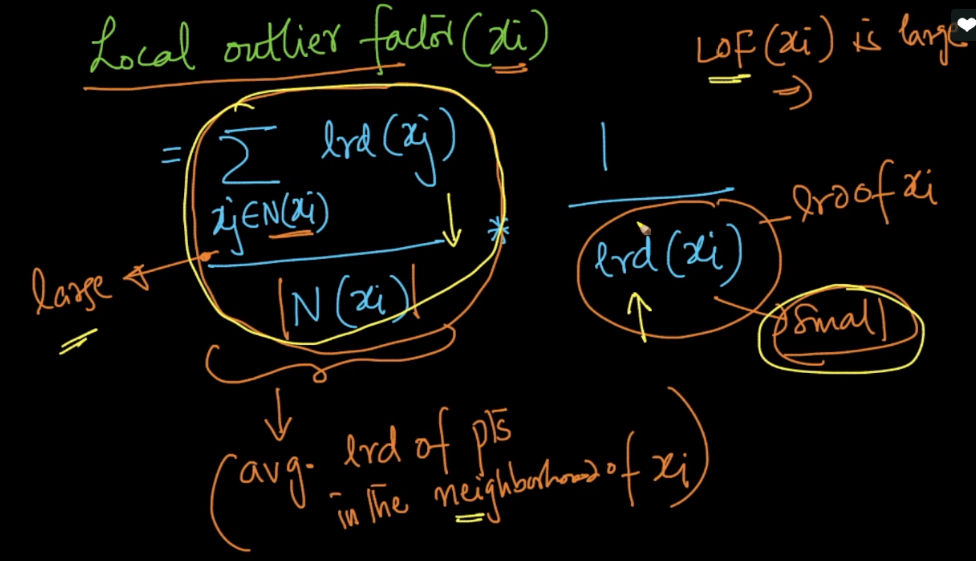 Local outlier factor (xi)
LOF (xi) is large
=>
= Σ lrd (xj)
xj∈N(xi)
|N (xi)|
*
1
lrd (xi)
lrd of xi
large
small
(avg. lrd of pts
in the neighborhood of xi)